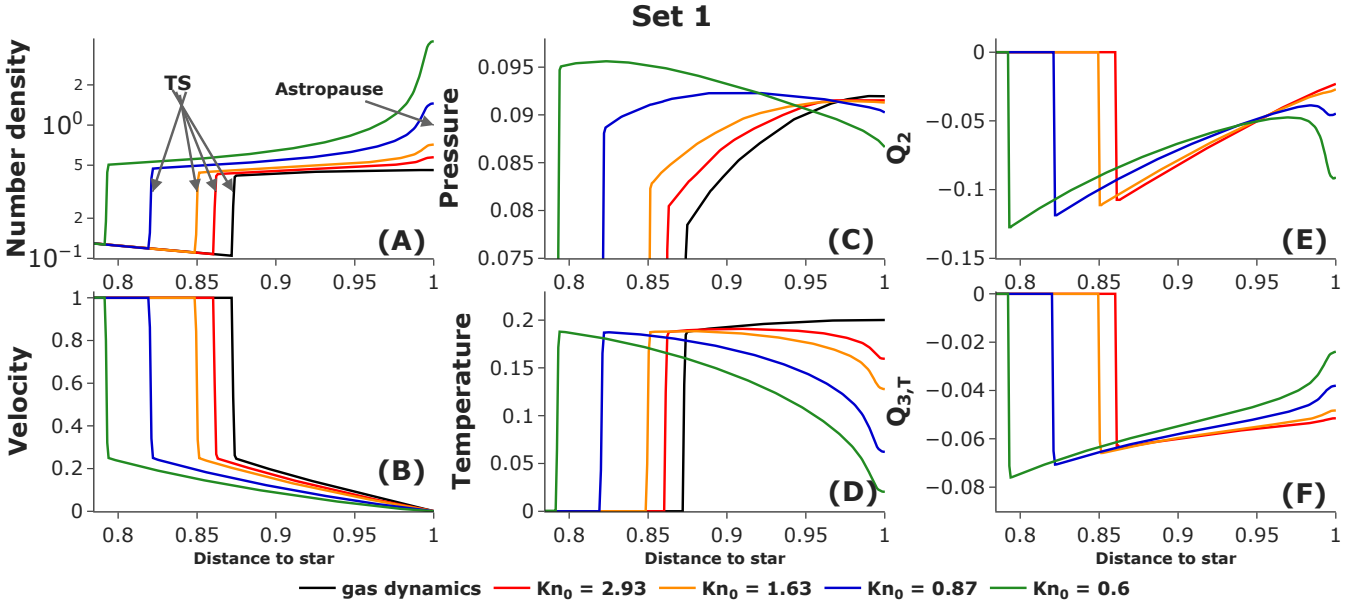 Set 1
Number density
2
10⁰
5
2
10⁻¹
TS
Astropause
(A)
0.8 0.85 0.9 0.95 1
Pressure
0.095
0.09
0.085
0.08
0.075
(C)
0.8 0.85 0.9 0.95 1
Q₂
0
−0.05
−0.1
−0.15
(E)
0.8 0.85 0.9 0.95 1
Velocity
1
0.8
0.6
0.4
0.2
0
(B)
0.8 0.85 0.9 0.95 1
Distance to star
Temperature
0.2
0.15
0.1
0.05
0
(D)
0.8 0.85 0.9 0.95 1
Distance to star
Q₃,T
0
−0.02
−0.04
−0.06
−0.08
(F)
0.8 0.85 0.9 0.95 1
Distance to star
gas dynamics Kn₀ = 2.93 Kn₀ = 1.63 Kn₀ = 0.87 Kn₀ = 0.6